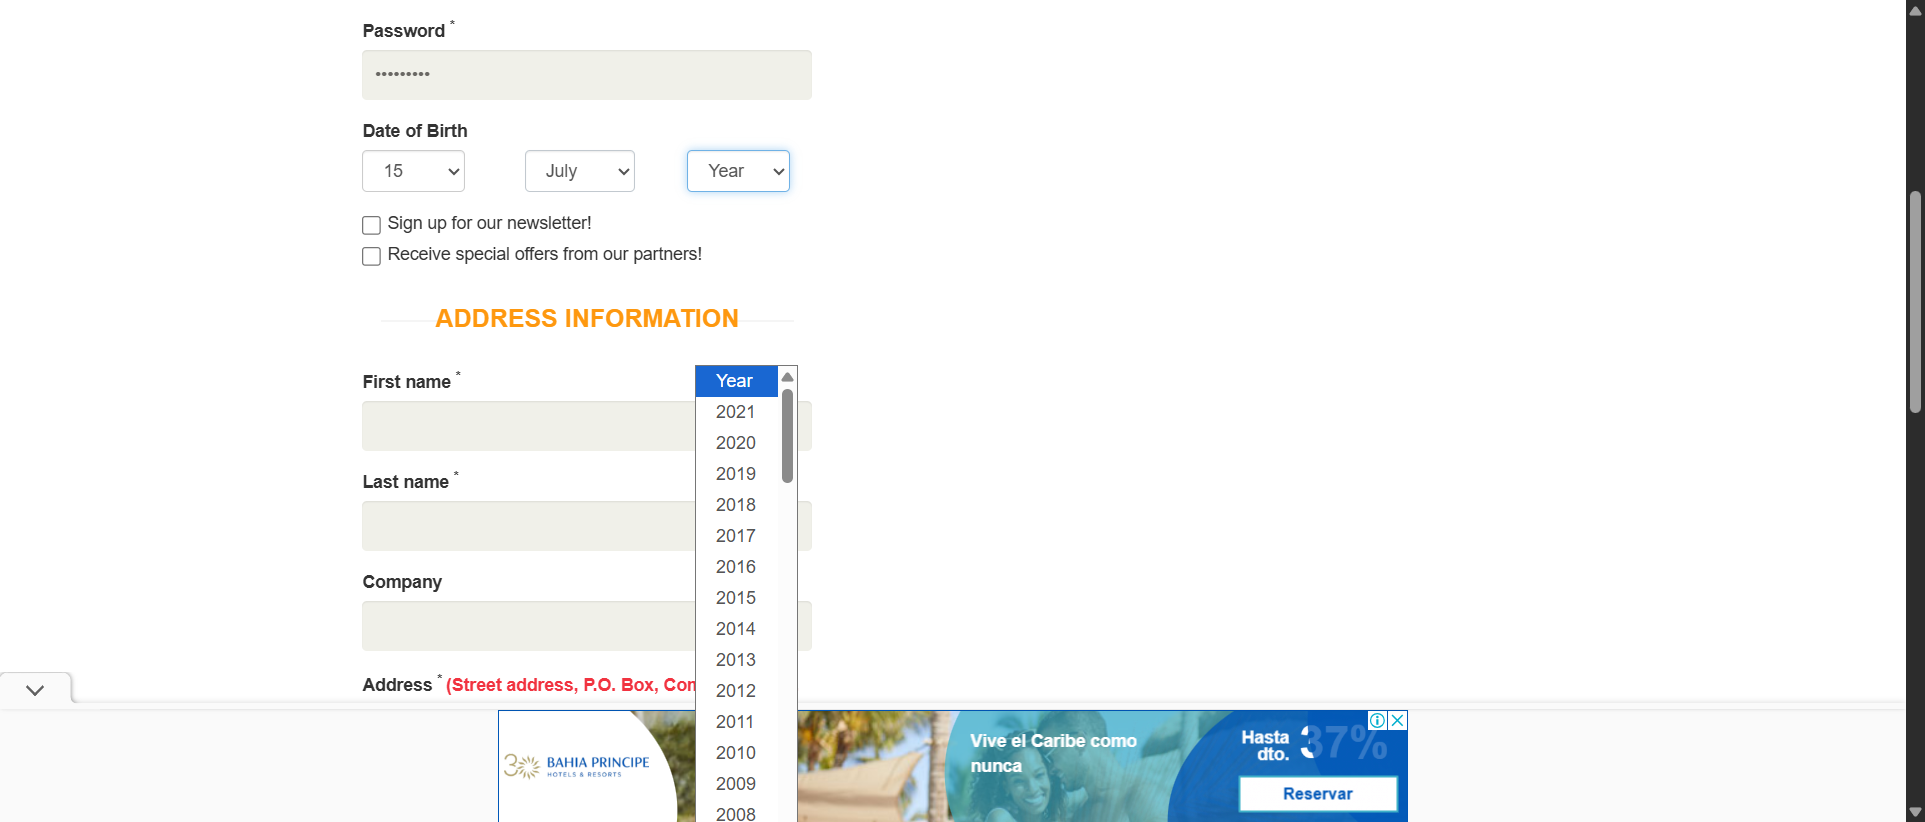 Password *
•••••••••
Date of Birth
15 July Year
Sign up for our newsletter!
Receive special offers from our partners!
ADDRESS INFORMATION
First name *
Last name *
Company
Address * (Street address, P.O. Box, Com
Year
2021
2020
2019
2018
2017
2016
2015
2014
2013
2012
2011
2010
2009
2008
30 BAHIA PRINCIPE
HOTELS & RESORTS
Vive el Caribe como
nunca
Hasta
dto.
37%
Reservar